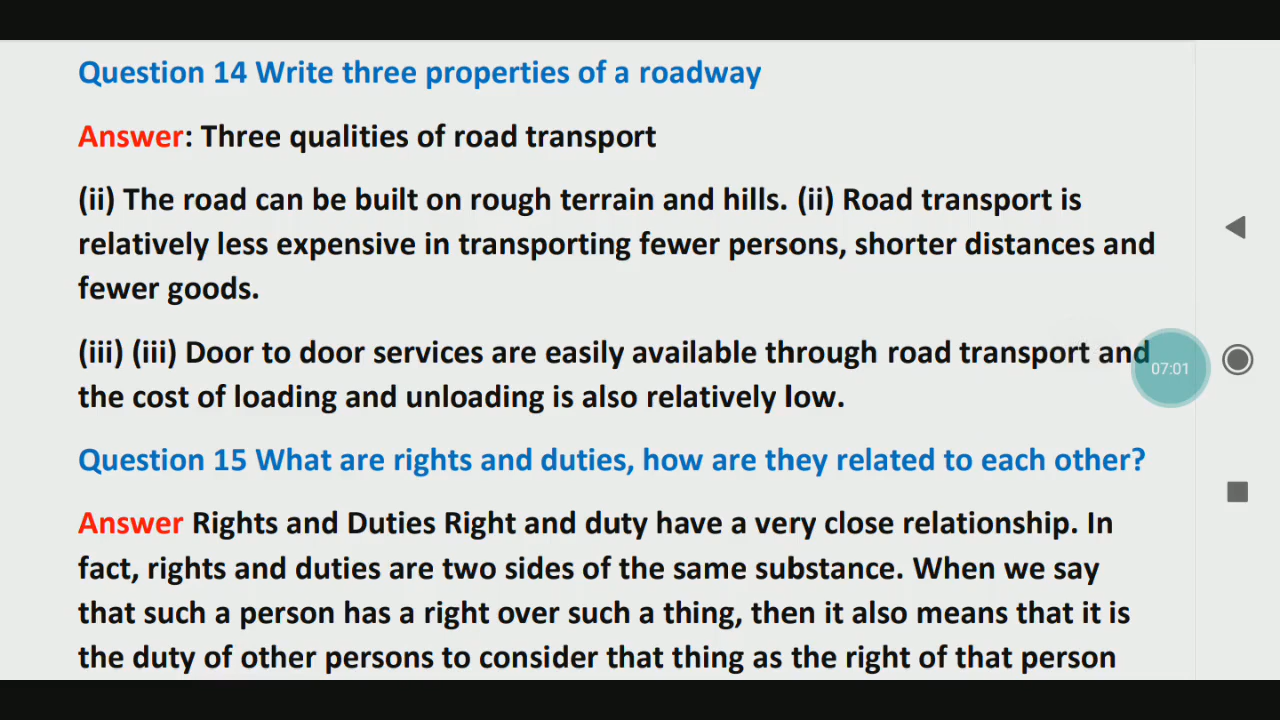 Question 14 Write three properties of a roadway
Answer: Three qualities of road transport
(ii) The road can be built on rough terrain and hills. (ii) Road transport is
relatively less expensive in transporting fewer persons, shorter distances and
fewer goods.
(iii) (iii) Door to door services are easily available through road transport and
the cost of loading and unloading is also relatively low.
07:01
Question 15 What are rights and duties, how are they related to each other?
Answer Rights and Duties Right and duty have a very close relationship. In
fact, rights and duties are two sides of the same substance. When we say
that such a person has a right over such a thing, then it also means that it is
the duty of other persons to consider that thing as the right of that person